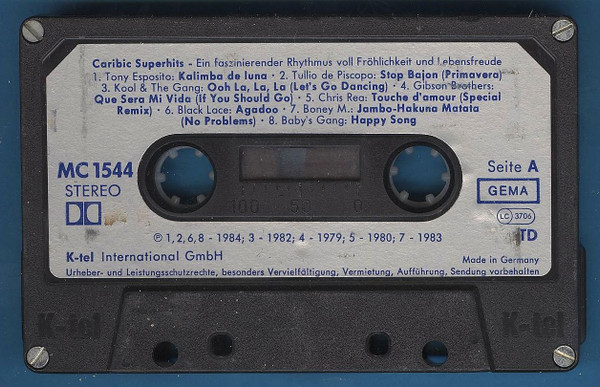 Caribic Superhits - Ein faszinierender Rhythmus voll Fröhlichkeit und Lebensfreude
1. Tony Esposito: Kalimba de luna · 2. Tullio de Piscopo: Stop Bajon (Primavera)
3. Kool & The Gang: Ooh La, La, La (Let's Go Dancing) · 4. Gibson Brothers:
Que Sera Mi Vida (If You Should Go) · 5. Chris Rea: Touche d'amour (Special
Remix) · 6. Black Lace: Agadoo · 7. Boney M.: Jambo-Hakuna Matata
(No Problems) · 8. Baby's Gang: Happy Song
MC 1544
STEREO
Seite A
GEMA
LC 3706
TD
100 50 0
℗ 1, 2, 6, 8 - 1984; 3 - 1982; 4 - 1979; 5 - 1980; 7 - 1983
K-tel International GmbH
Made in Germany
Urheber- und Leistungsschutzrechte, besonders Vervielfältigung, Vermietung, Aufführung, Sendung vorbehalten
K-tel
K-tel